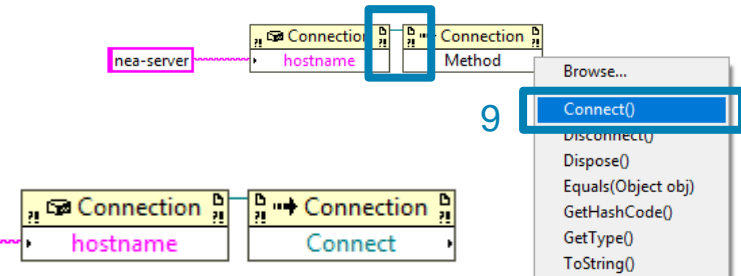 Connection
Connection
nea-server
hostname
Method
Browse...
9
Connect()
Disconnect()
Dispose()
Equals(Object obj)
GetHashCode()
GetType()
ToString()
?! Connection ?!
?! Connection ?!
hostname
Connect